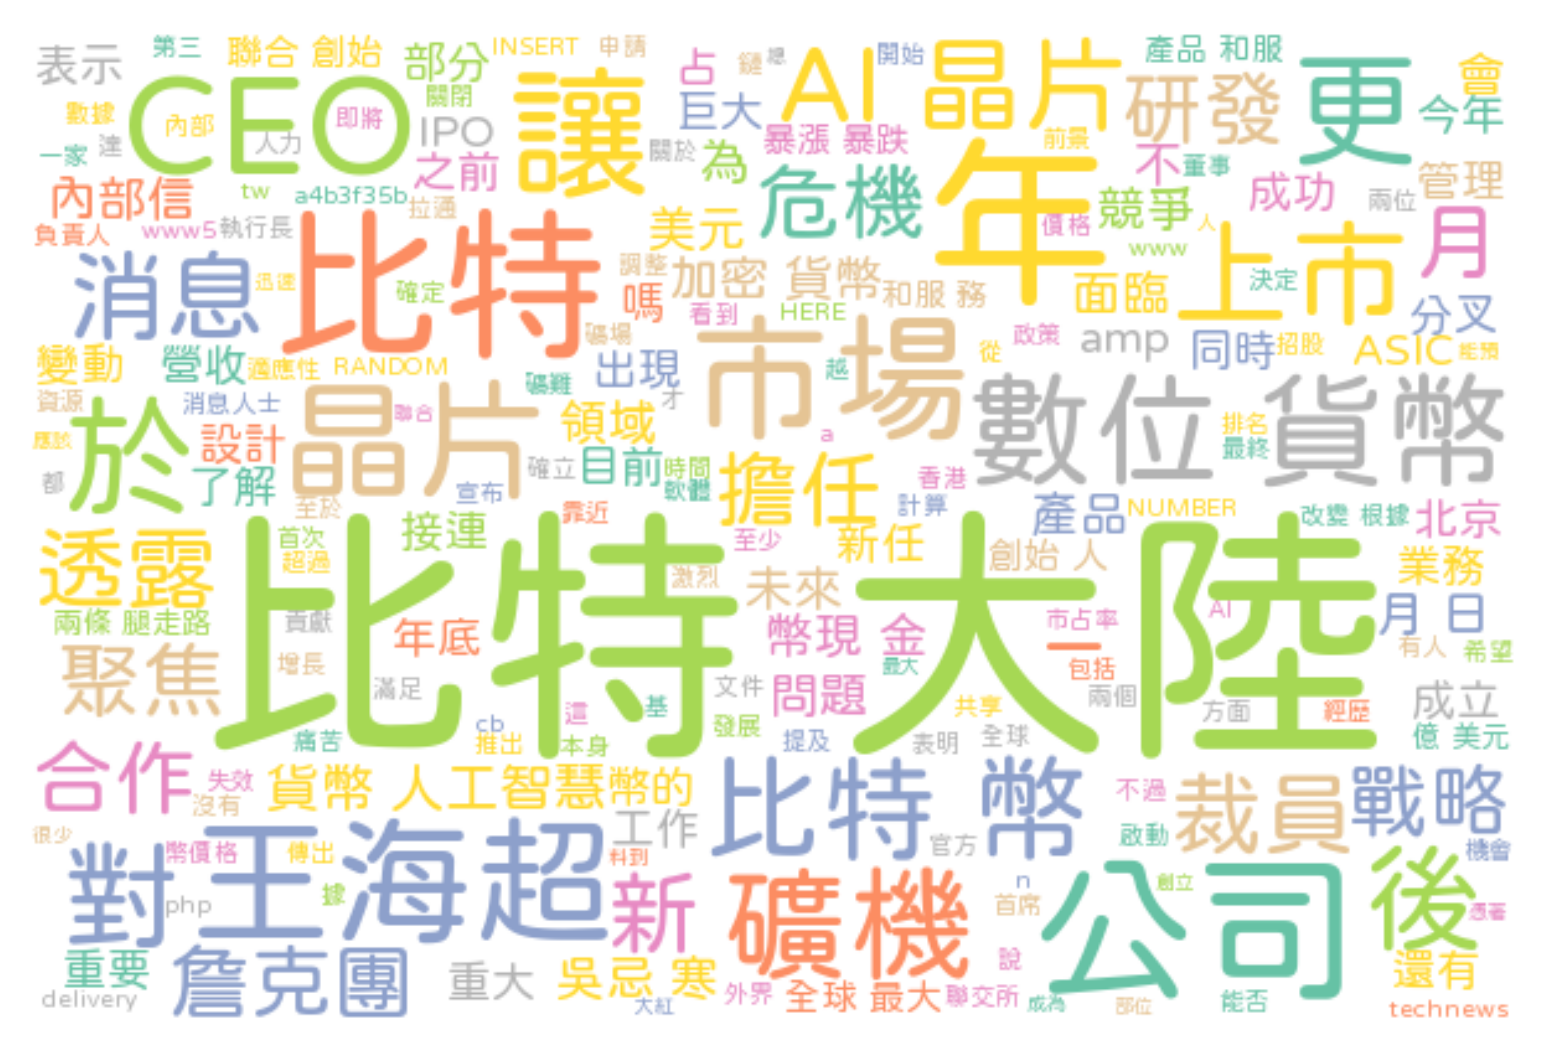 表示
第三
聯合 創始
部分
INSERT
申請
占
鏈
總
開始
AI 晶片
產品 和服
更
會
CEO
數據
內部
即將
人力
關閉
IPO
讓
巨大
暴漲 暴跌
前景
研發
今年
一家
達
之前
關於
為
危機
年
不
董事
成功
兩位
管理
內部信
tw
a4b3f35b
拉通
美元
價格
競爭
人
月
負責人
www5
執行長
比特
www
上市
消息
迅速
確定
調整
加密 貨幣
和服 務
面臨
決定
嗎
看到
HERE
政策
amp
分叉
變動
營收
適應性
RANDOM
礦場
出現
市場
越
從
同時
招股
ASIC
能預
資源
於
消息人士
晶片
聯合
礦難
才
數位 貨幣
應該
設計
領域
a
排名
最終
都
了解
至於
宣布
確立
目前
時間
軟體
擔任
香港
計算
產品
NUMBER
改變 根據
北京
透露
首次
超過
接連
靠近
至少
新任
創始 人
業務
比特大陸
激烈
未來
兩條 腿走路
貢獻
年底
幣現 金
市占率
AI
月 日
聚焦
增長
滿足
最大
一
包括
有人
希望
文件
問題
兩個
成立
cb
這
基
發展
共享
方面
經歷
痛苦
推出
本身
提及
表明
全球
億 美元
合作
失效
沒有
貨幣 人工智慧
幣的
比特 幣
不過
裁員
戰略
很少
對
幣價格
傳出
王海超
工作
料到
官方
啟動
機會
php
據
新
礦機
n
首席
公司
創立
後
憑著
重要
詹克團
重大
吳忌 寒
說
還有
delivery
大紅
外界
全球 最大
聯交所
成為
部位
能否
technews